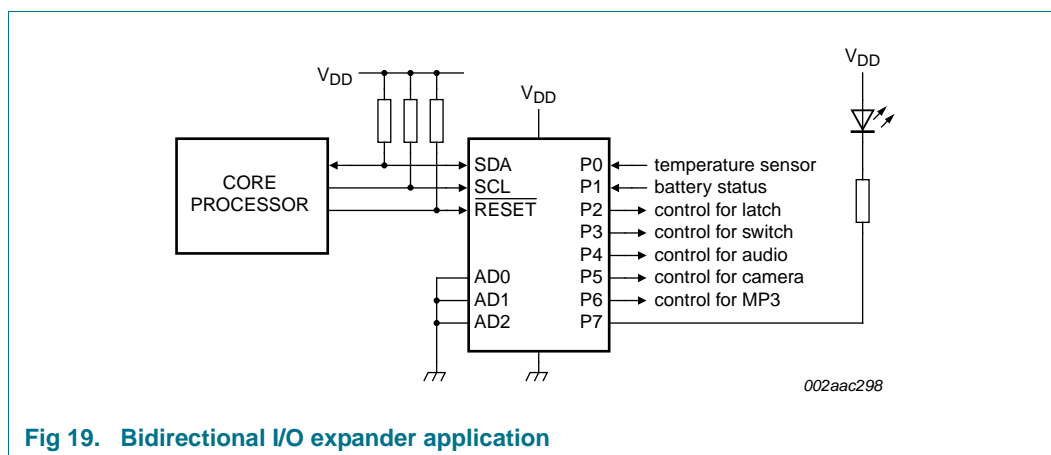 VDD
VDD
VDD
CORE
PROCESSOR
SDA
SCL
RESET
AD0
AD1
AD2
P0
P1
P2
P3
P4
P5
P6
P7
temperature sensor
battery status
control for latch
control for switch
control for audio
control for camera
control for MP3
002aac298
Fig 19. Bidirectional I/O expander application